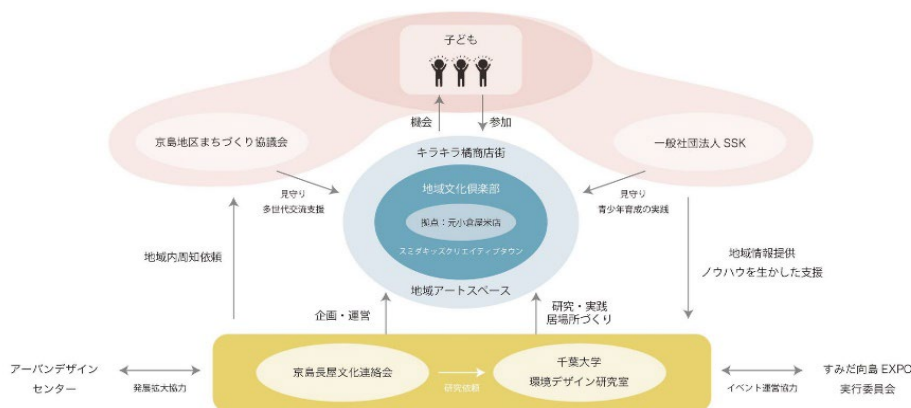 子ども
機会
参加
京島地区まちづくり協議会
一般社団法人 SSK
キラキラ橘商店街
地域文化倶楽部
拠点：元小倉屋米店
スミダキッズクリエイティブタウン
地域アートスペース
見守り
多世代交流支援
見守り
青少年育成の実践
地域内周知依頼
地域情報提供
ノウハウを生かした支援
企画・運営
研究・実践
居場所づくり
アーバンデザイン
センター
発展拡大協力
京島長屋文化連絡会
研究依頼
千葉大学
環境デザイン研究室
イベント運営協力
すみだ向島 EXPO
実行委員会